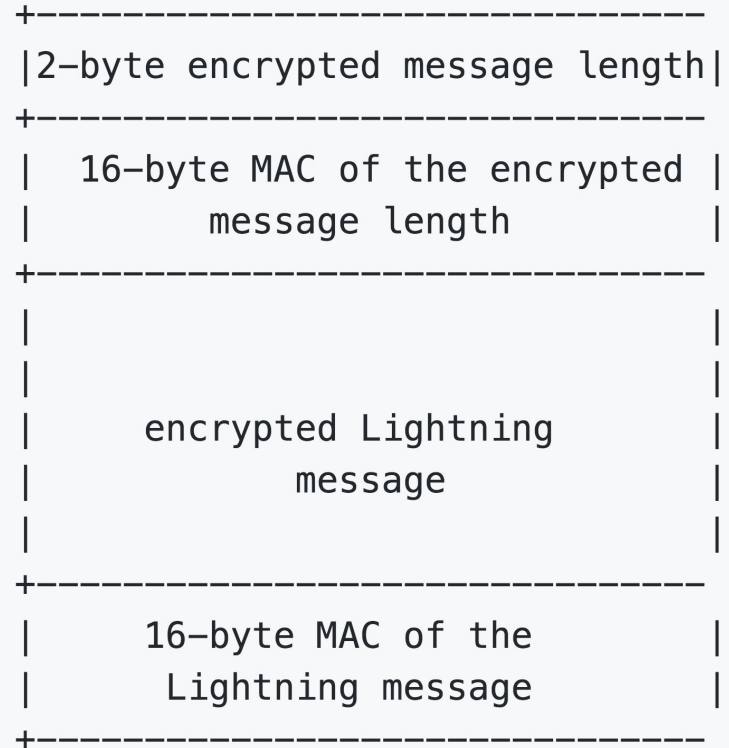 +-------------------------------
|2-byte encrypted message length|
+-------------------------------
|  16-byte MAC of the encrypted |
|        message length         |
+-------------------------------
|                               |
|                               |
|     encrypted Lightning       |
|            message            |
|                               |
+-------------------------------
|     16-byte MAC of the        |
|      Lightning message        |
+-------------------------------